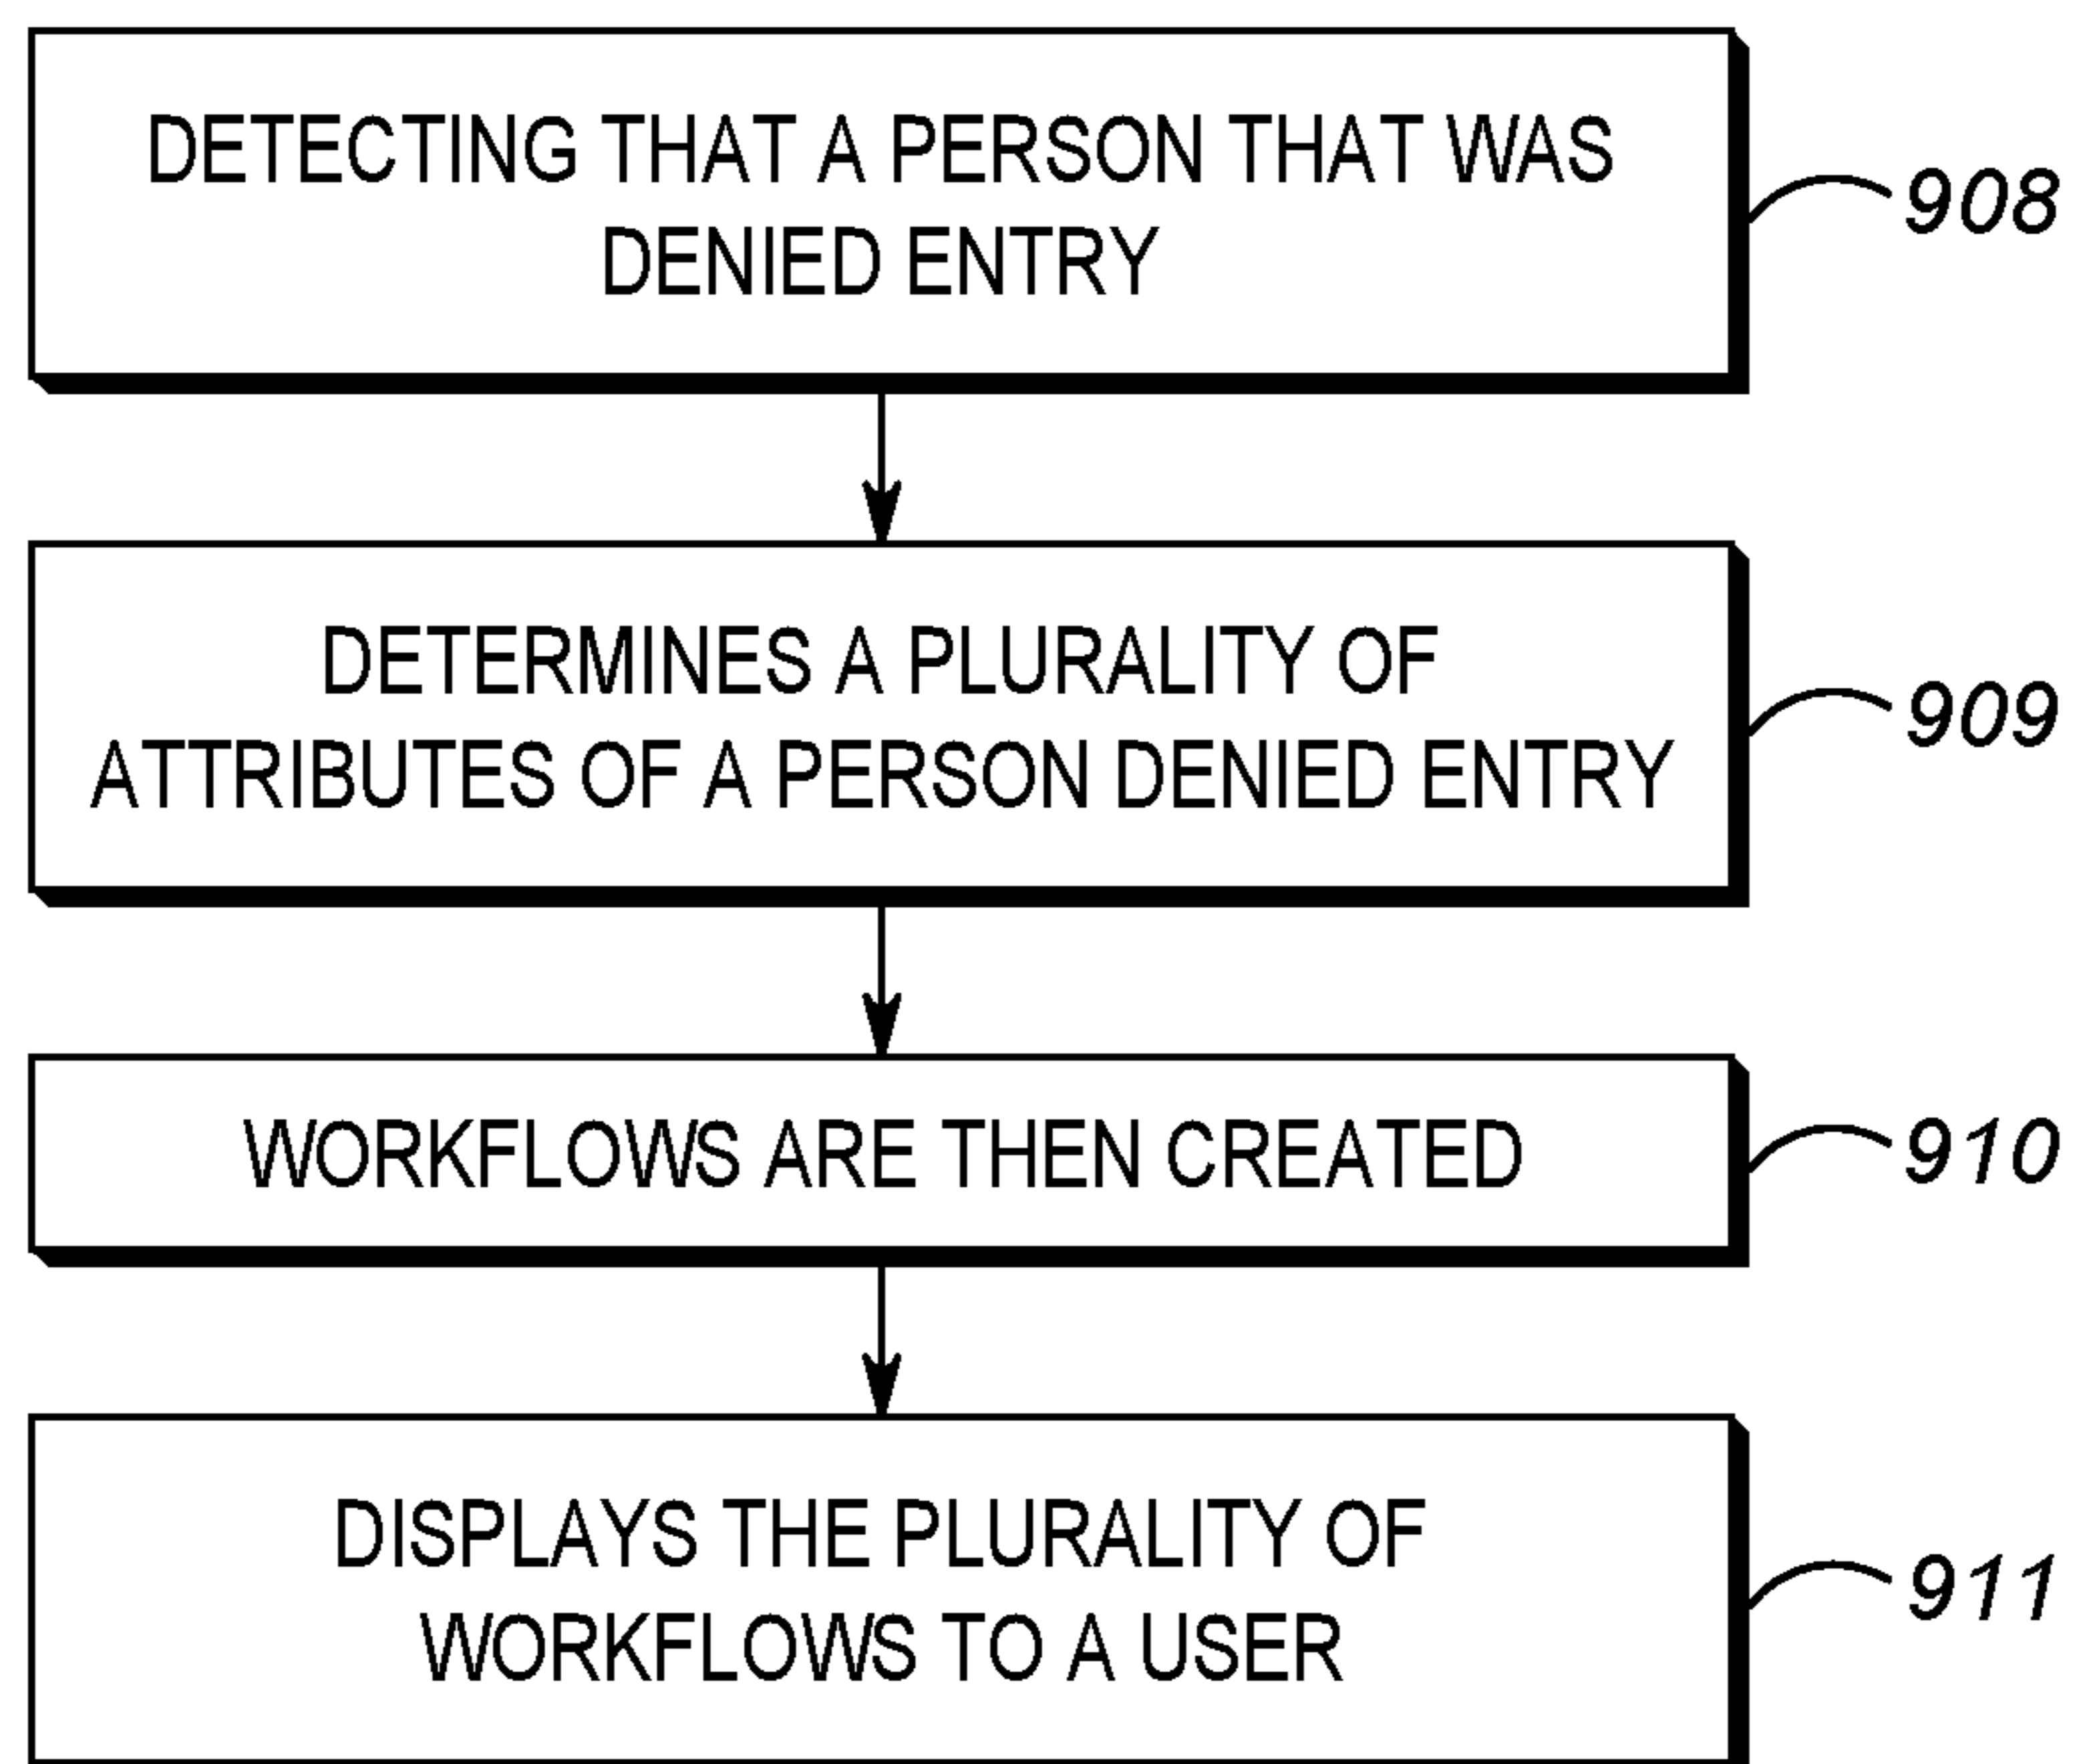 DETECTING THAT A PERSON THAT WAS
DENIED ENTRY
908
DETERMINES A PLURALITY OF
ATTRIBUTES OF A PERSON DENIED ENTRY
909
WORKFLOWS ARE THEN CREATED
910
DISPLAYS THE PLURALITY OF
WORKFLOWS TO A USER
911